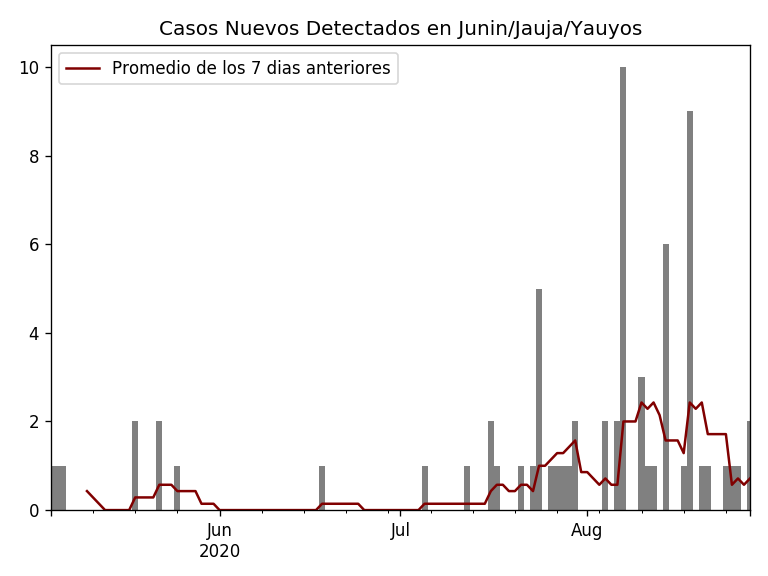 Casos Nuevos Detectados en Junin/Jauja/Yauyos
Promedio de los 7 dias anteriores
10
8
6
4
2
0
Jun
2020
Jul
Aug